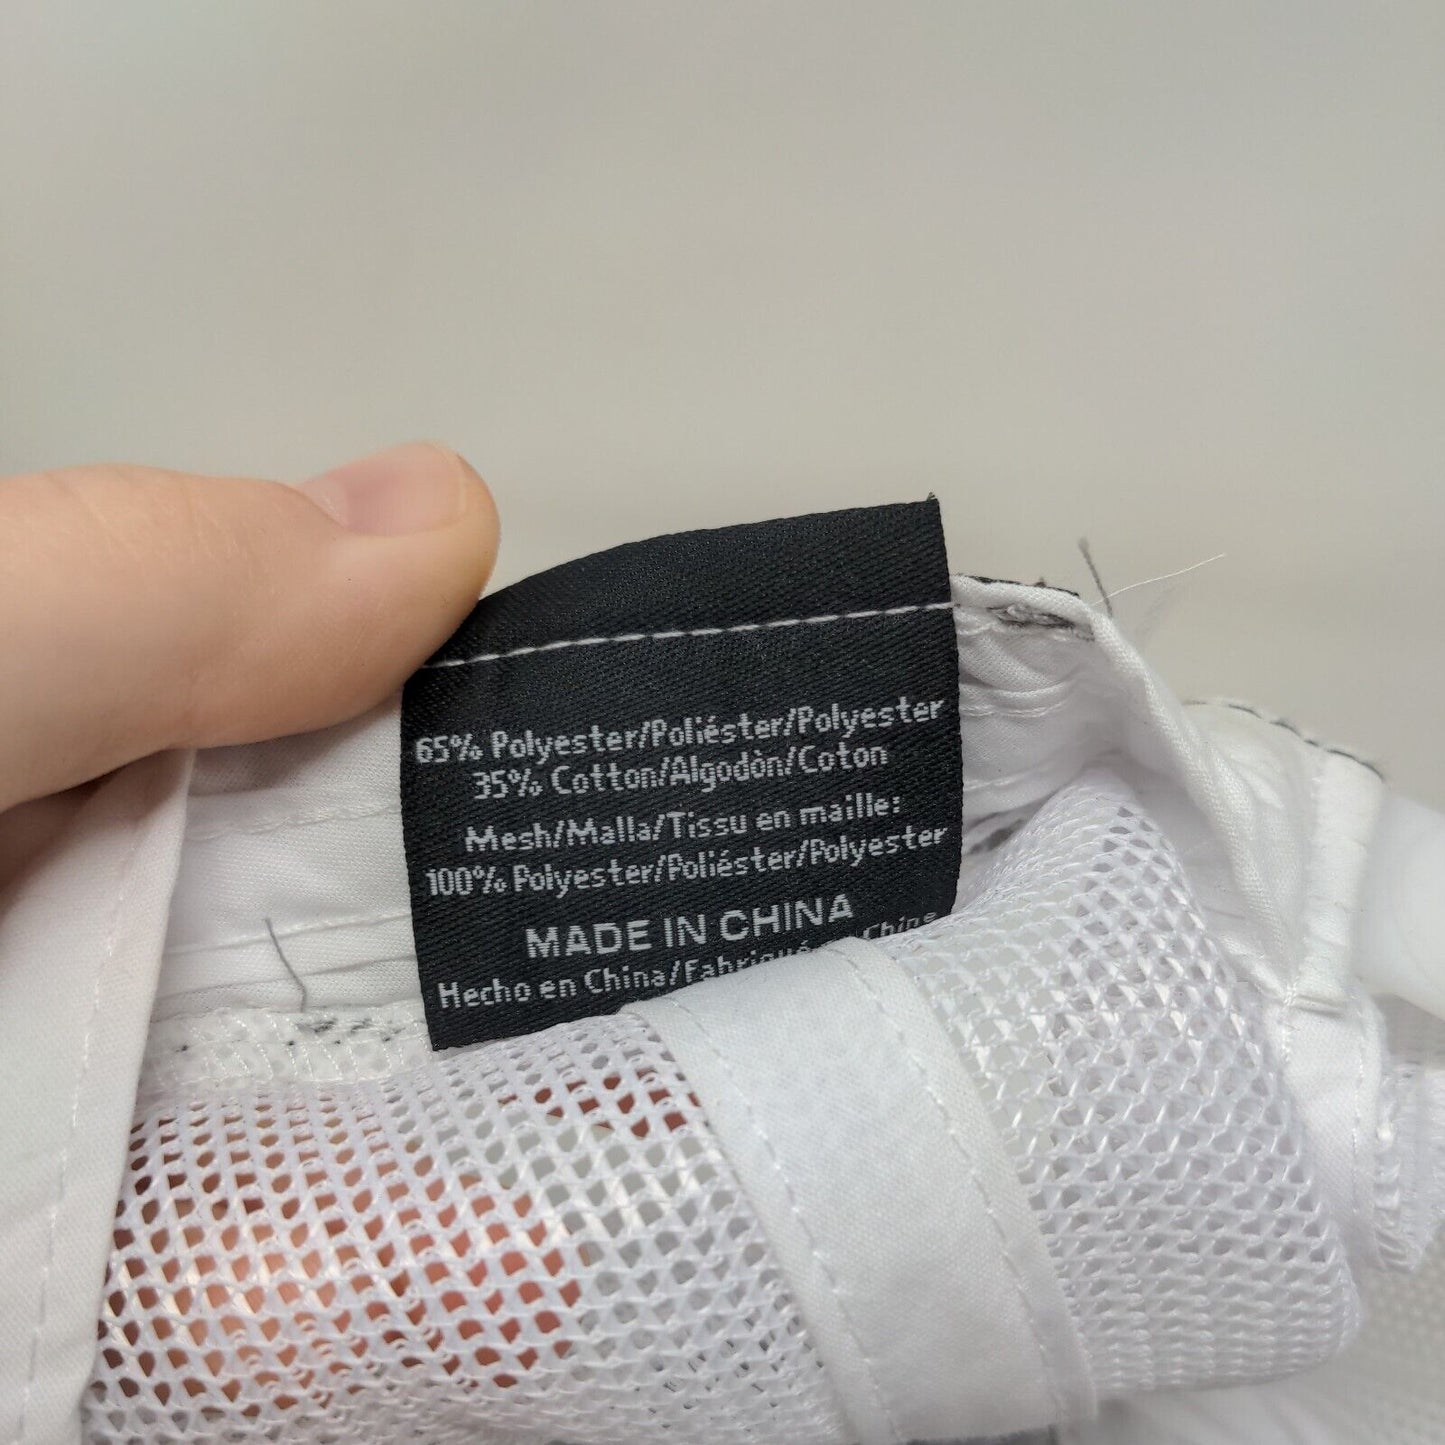 65% Polyester/Poliéster/Polyester
35% Cotton/Algodòn/Coton
Mesh/Malla/Tissu en maille:
100% Polyester/Poliéster/Polyester
MADE IN CHINA
Hecho en China/Fabriqué Chine